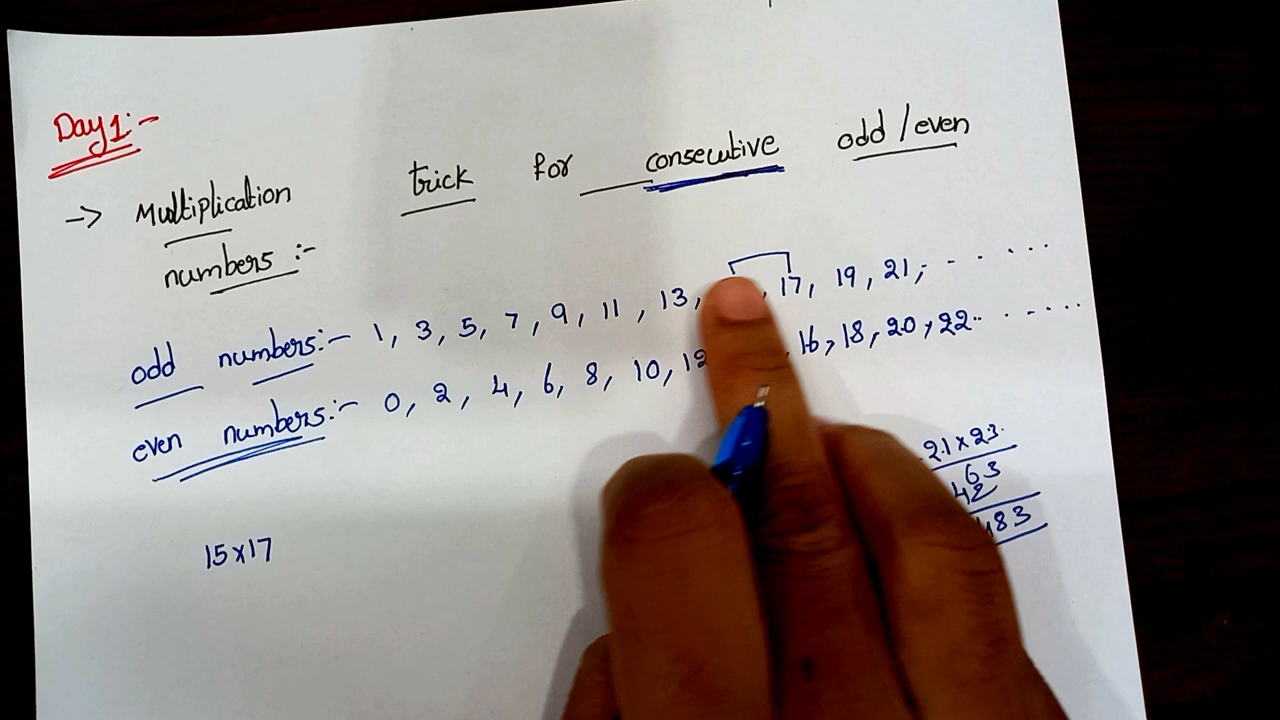 Day1:-
-> Multiplication trick for consecutive odd/even
numbers:-
odd numbers:- 1, 3, 5, 7, 9, 11, 13, 17, 19, 21, - - - - - -
even numbers:- 0, 2, 4, 6, 8, 10, 12 16, 18, 20, 22 - - - - - -
21x23
63
42
483
15x17